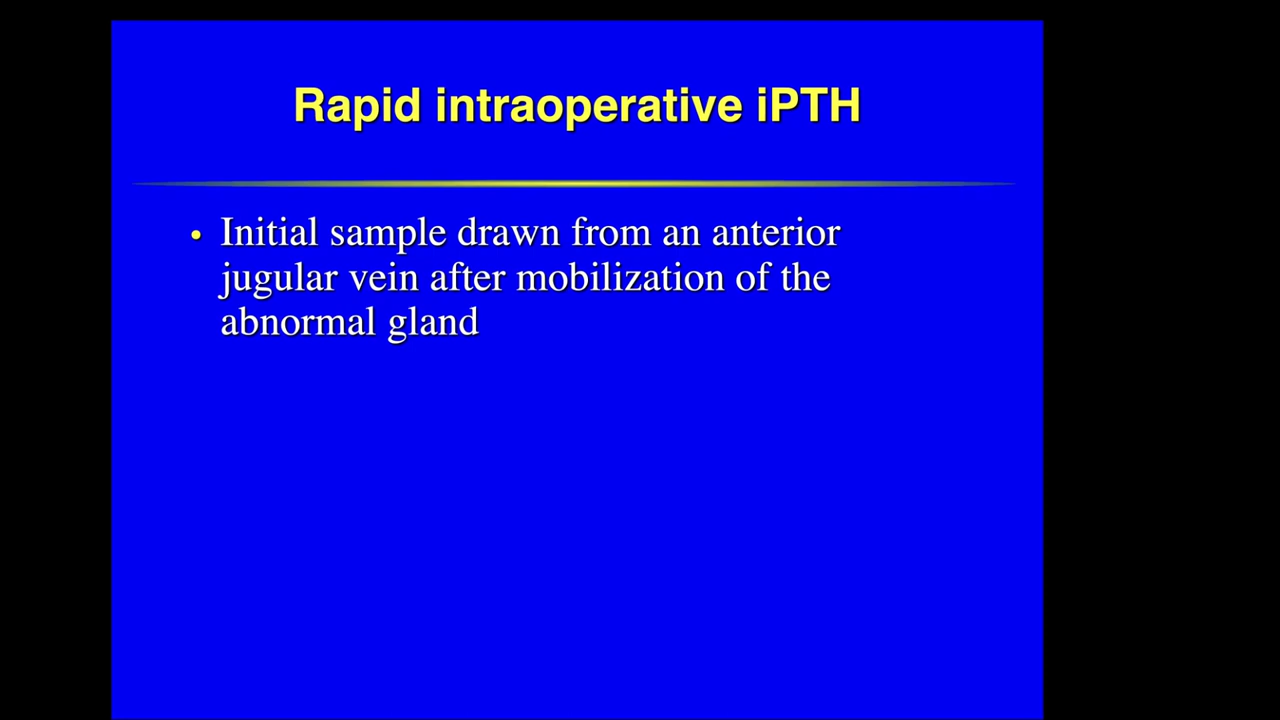 Rapid intraoperative iPTH
• Initial sample drawn from an anterior
jugular vein after mobilization of the
abnormal gland